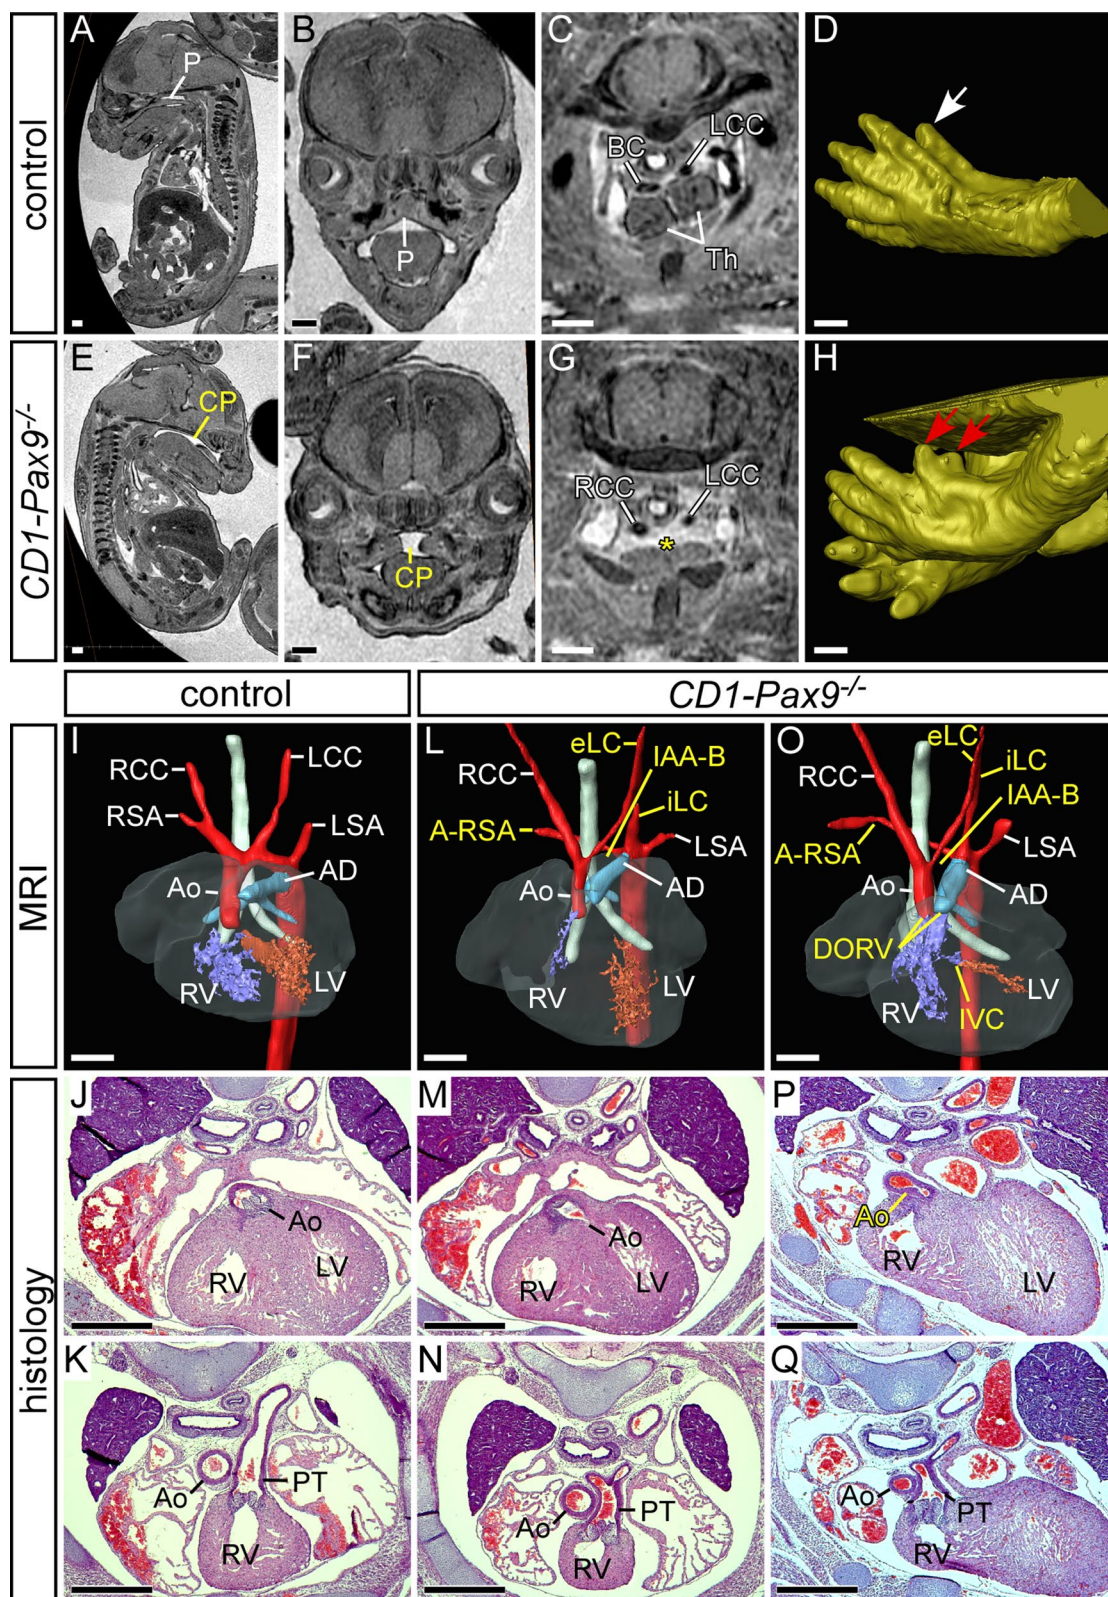 control
A
P
B
P
C
BC
LCC
Th
D
CD1-Pax9-/-
E
CP
F
CP
G
RCC
LCC
*
H
control
CD1-Pax9-/-
MRI
I
RCC
LCC
RSA
LSA
AD
Ao
RV
LV
L
eLC
IAA-B
RCC
iLC
A-RSA
LSA
Ao
AD
RV
LV
O
eLC
iLC
RCC
IAA-B
A-RSA
LSA
Ao
AD
DORV
RV
LV
IVC
histology
J
Ao
RV
LV
M
Ao
RV
LV
P
Ao
RV
LV
K
Ao
PT
RV
N
Ao
PT
RV
Q
Ao
PT
RV